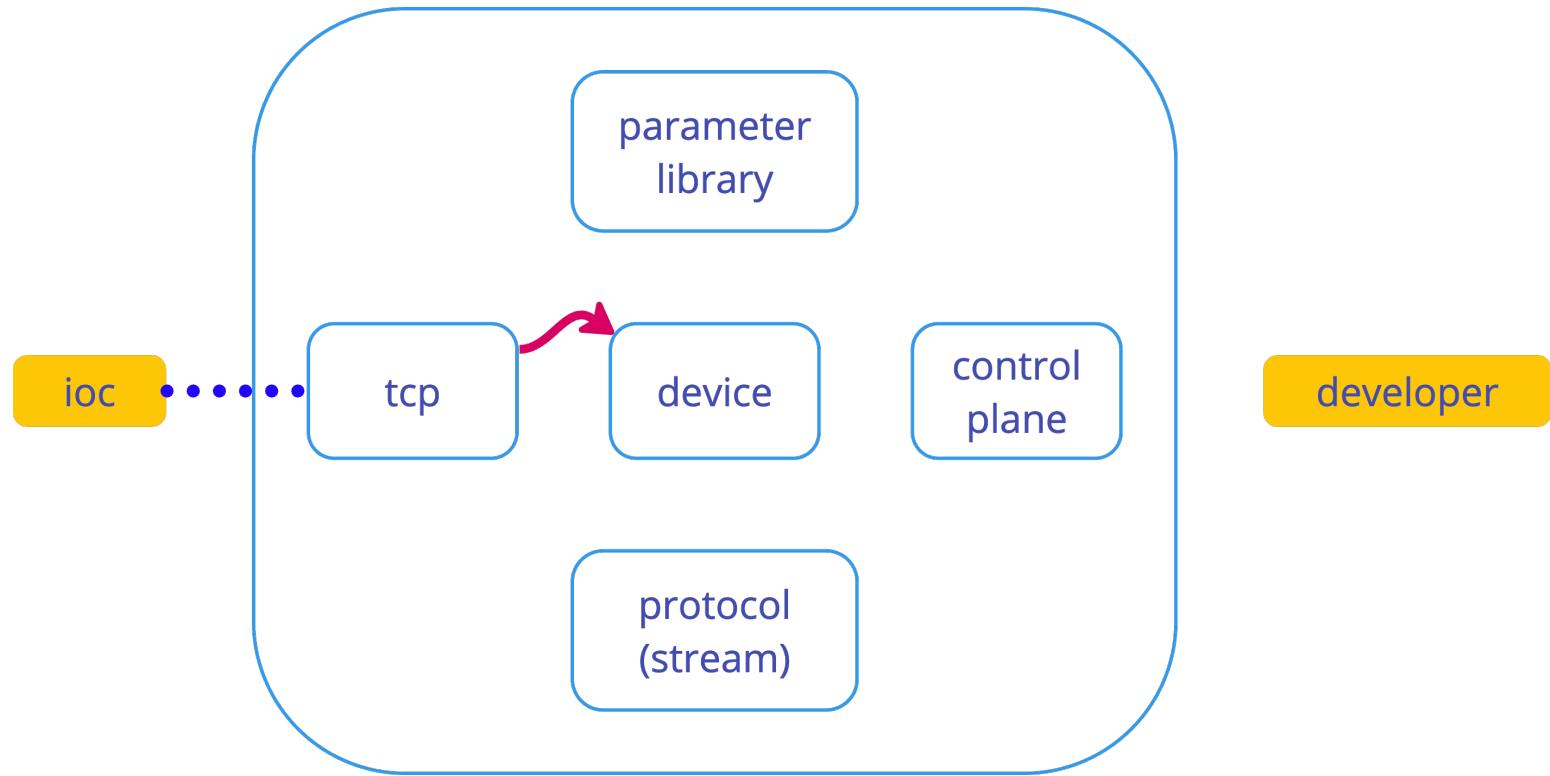 parameter
library
ioc
tcp
device
control
plane
developer
protocol
(stream)